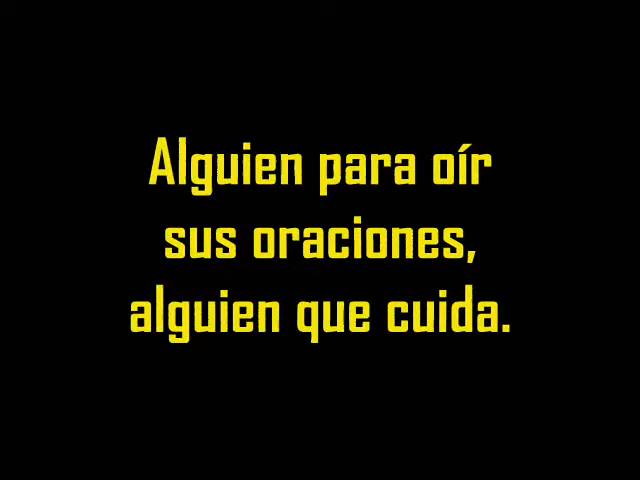 Alguien para oír
sus oraciones,
alguien que cuida.